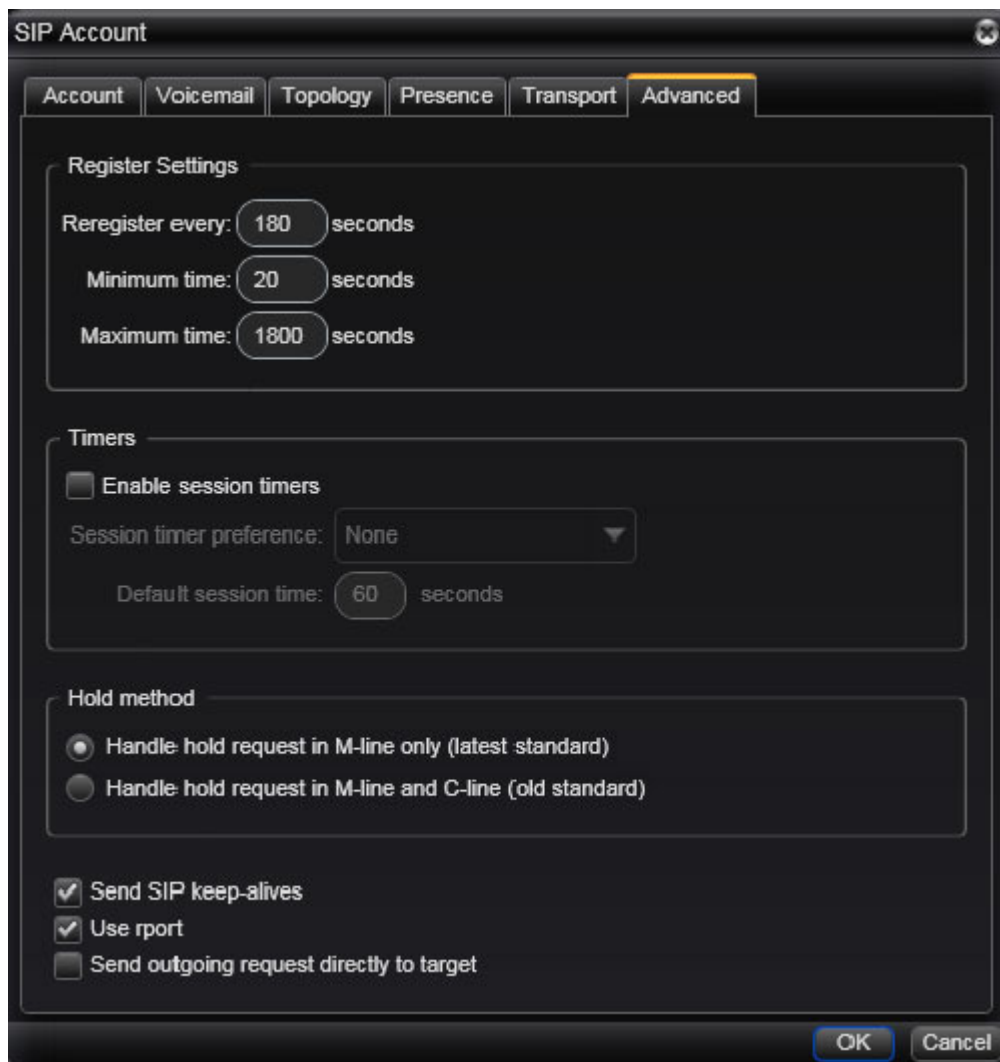 SIP Account
Account Voicemail Topology Presence Transport Advanced
Register Settings
Reregister every: 180 seconds
Minimum time: 20 seconds
Maximum time: 1800 seconds
Timers
Enable session timers
Session timer preference: None
Default session time: 60 seconds
Hold method
Handle hold request in M-line only (latest standard)
Handle hold request in M-line and C-line (old standard)
Send SIP keep-alives
Use rport
Send outgoing request directly to target
OK Cancel